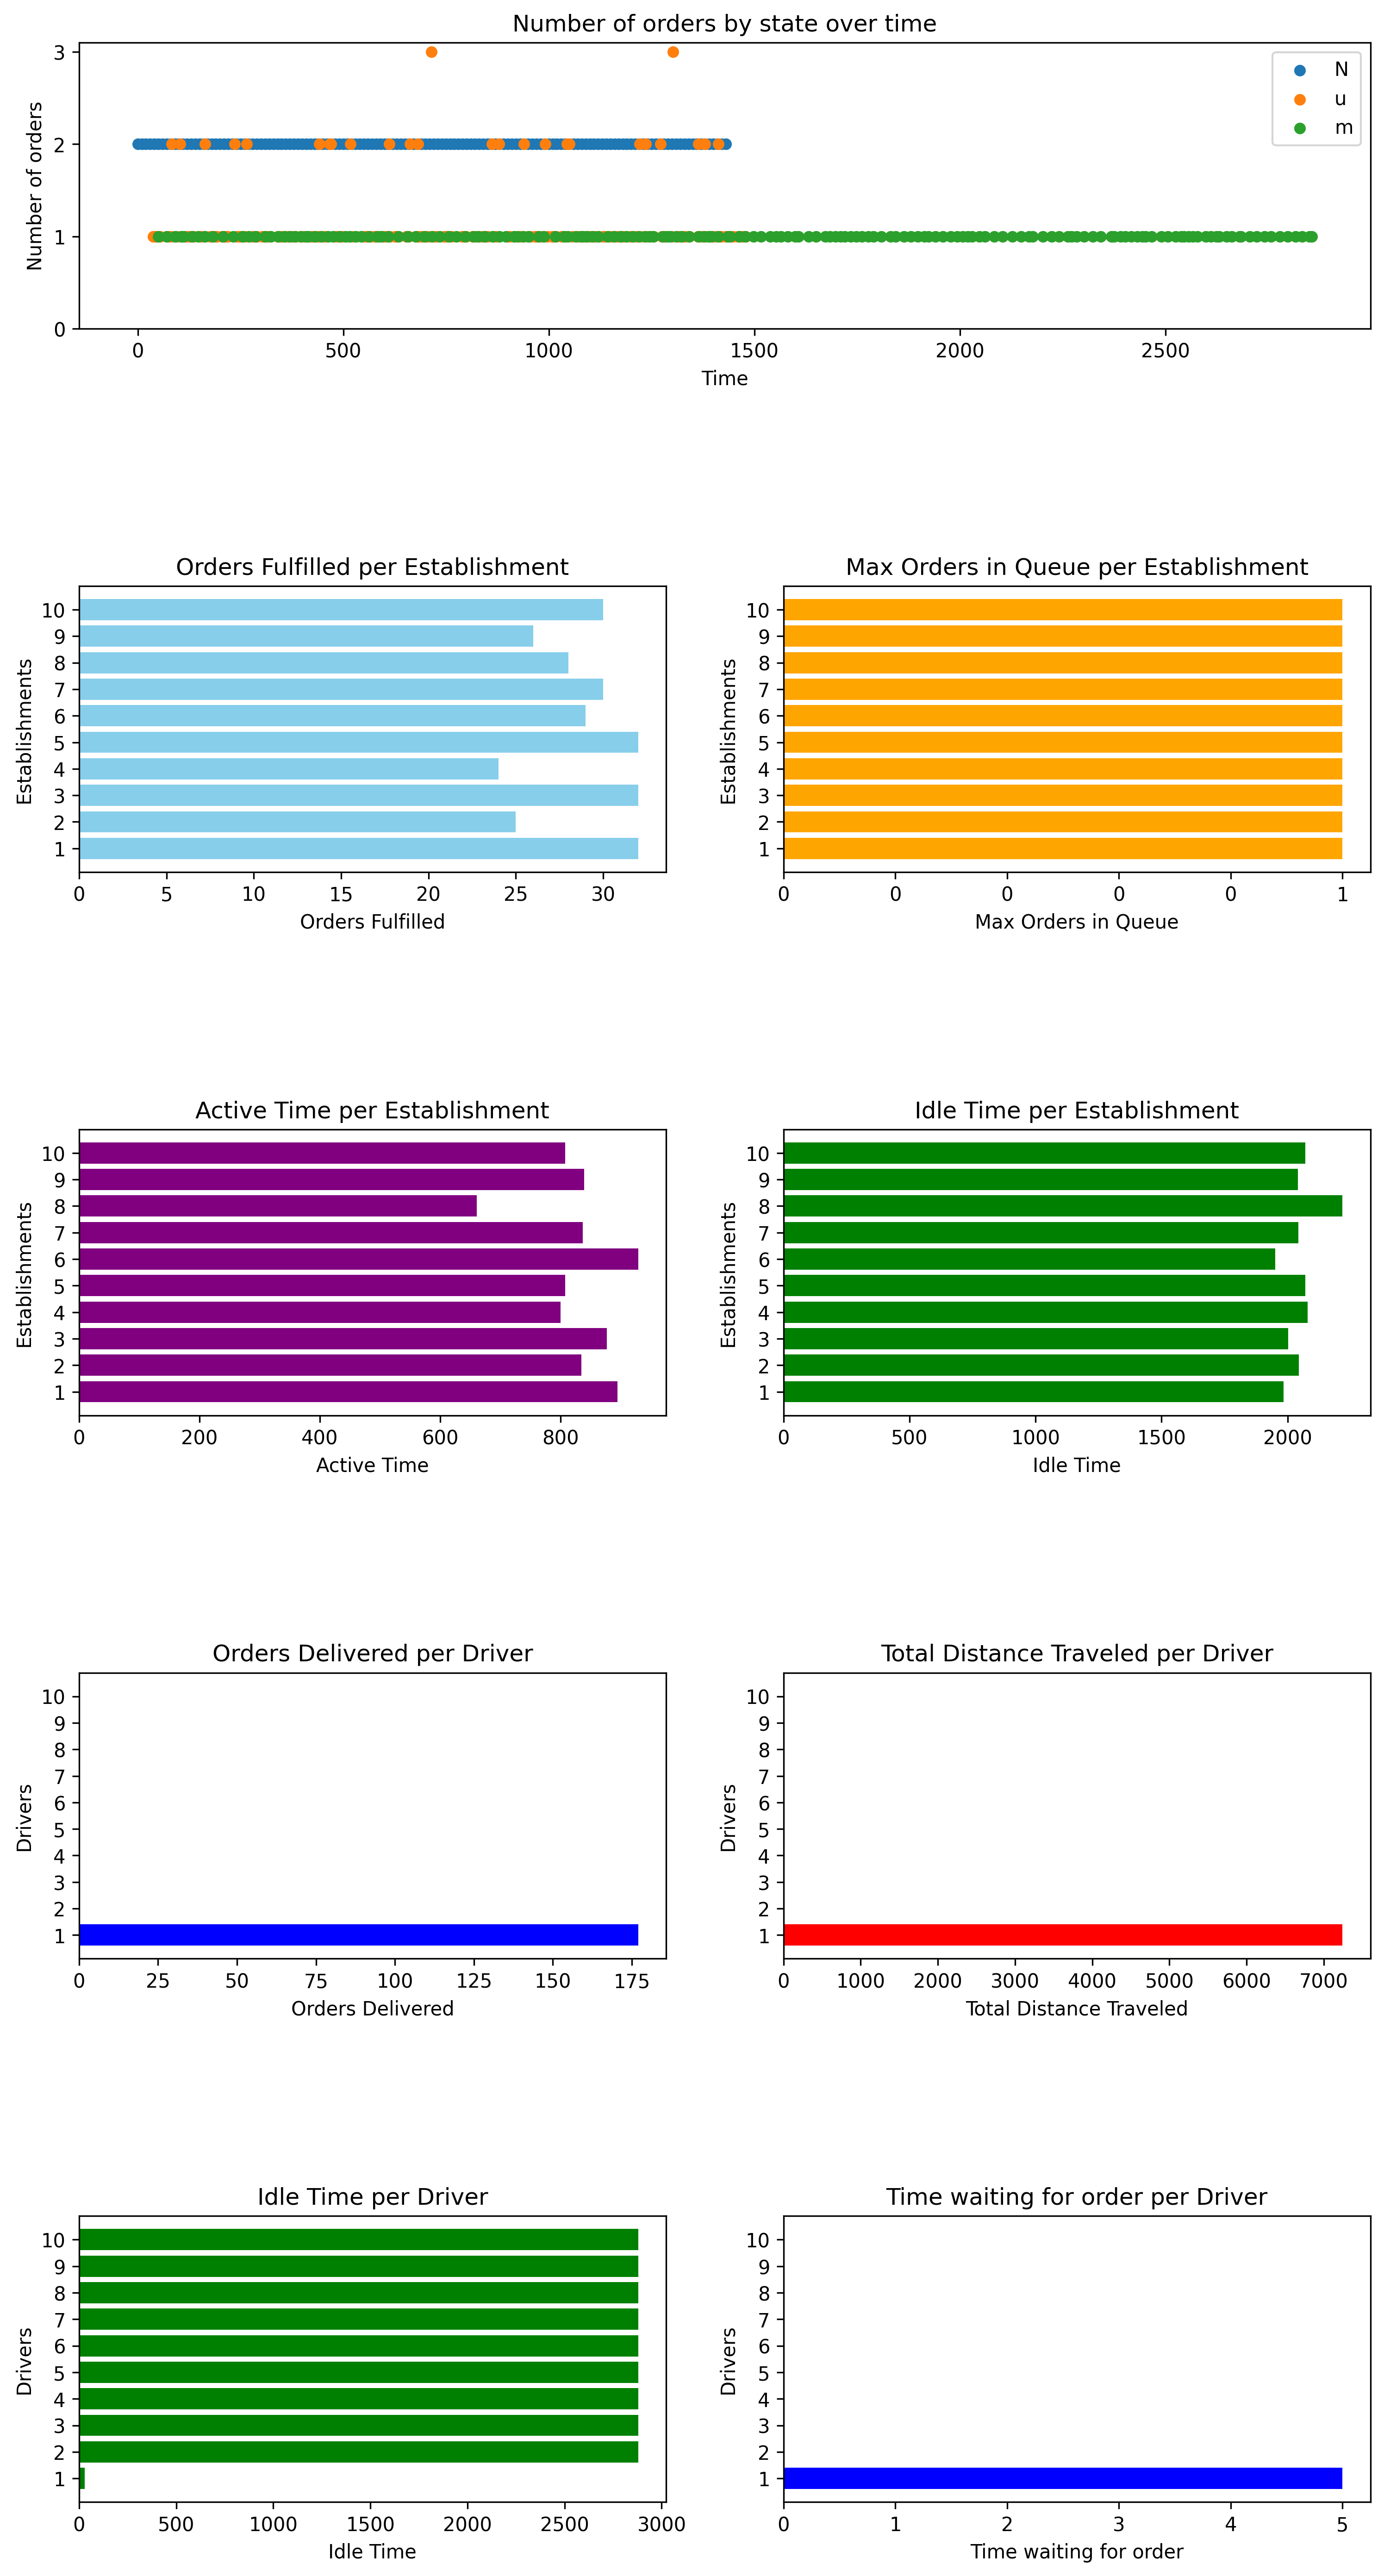 Number of orders by state over time
Number of orders
3
2
1
0
N
u
m
0 500 1000 1500 2000 2500
Time
Orders Fulfilled per Establishment
Establishments
10
9
8
7
6
5
4
3
2
1
0 5 10 15 20 25 30
Orders Fulfilled
Max Orders in Queue per Establishment
Establishments
10
9
8
7
6
5
4
3
2
1
0 0 0 0 0 1
Max Orders in Queue
Active Time per Establishment
Establishments
10
9
8
7
6
5
4
3
2
1
0 200 400 600 800
Active Time
Idle Time per Establishment
Establishments
10
9
8
7
6
5
4
3
2
1
0 500 1000 1500 2000
Idle Time
Orders Delivered per Driver
Drivers
10
9
8
7
6
5
4
3
2
1
0 25 50 75 100 125 150 175
Orders Delivered
Total Distance Traveled per Driver
Drivers
10
9
8
7
6
5
4
3
2
1
0 1000 2000 3000 4000 5000 6000 7000
Total Distance Traveled
Idle Time per Driver
Drivers
10
9
8
7
6
5
4
3
2
1
0 500 1000 1500 2000 2500 3000
Idle Time
Time waiting for order per Driver
Drivers
10
9
8
7
6
5
4
3
2
1
0 1 2 3 4 5
Time waiting for order